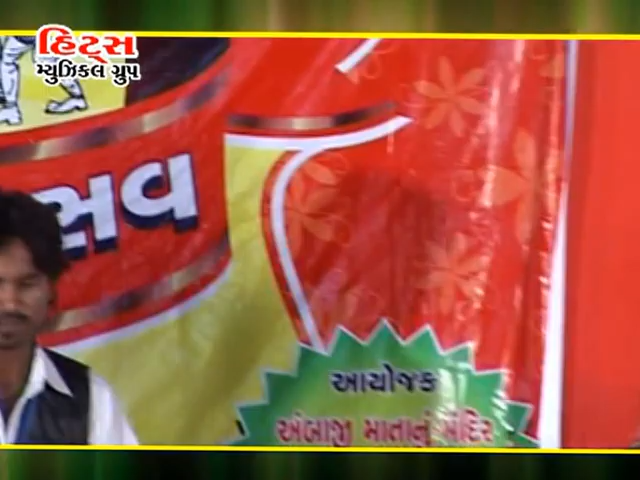 હિટ્સ
મ્યુઝિકલ ગ્રુપ
સવ
આયોજક
અંબાજી માતાનું મંદિર